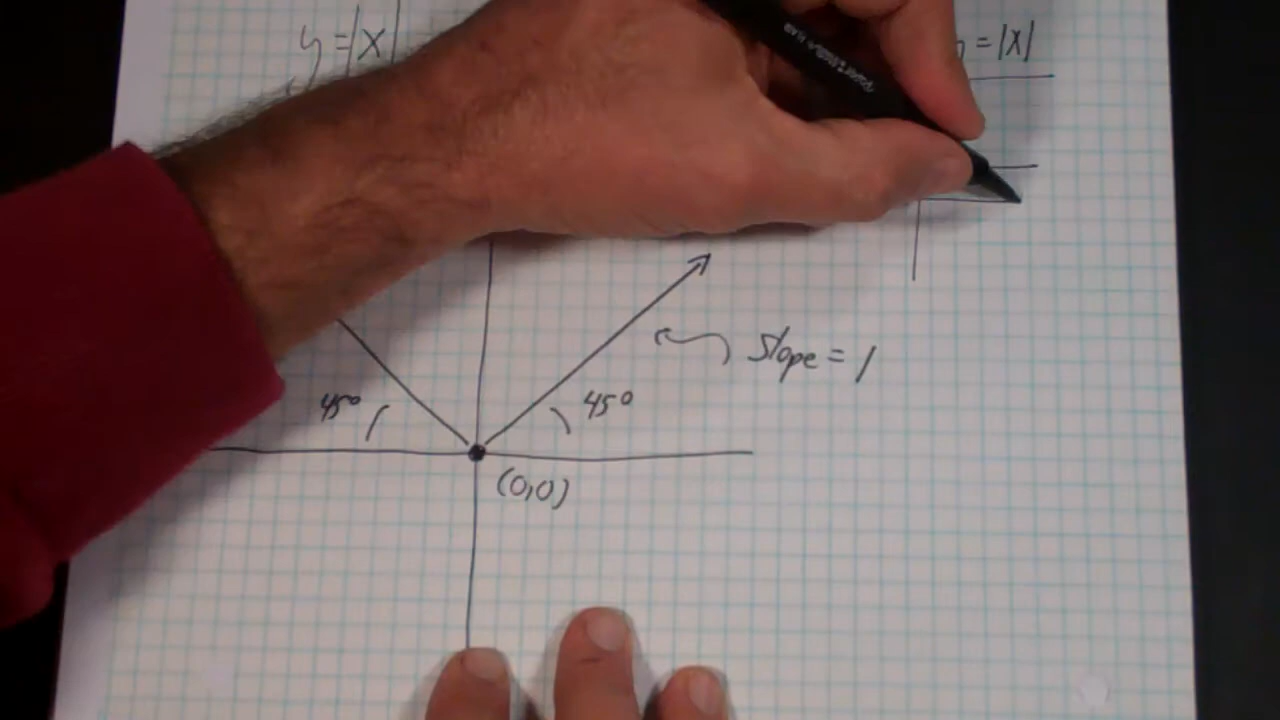 y = |x|
= |x|
slope = 1
45° 45°
(0,0)